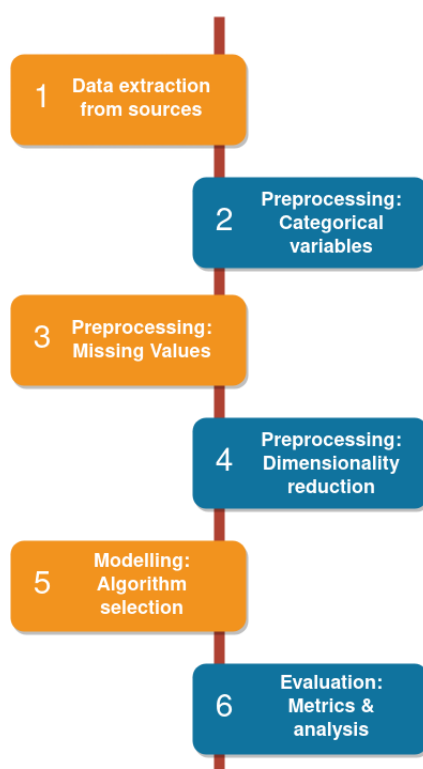 1
Data extraction
from sources
2
Preprocessing:
Categorical
variables
3
Preprocessing:
Missing Values
4
Preprocessing:
Dimensionality
reduction
5
Modelling:
Algorithm
selection
6
Evaluation:
Metrics &
analysis